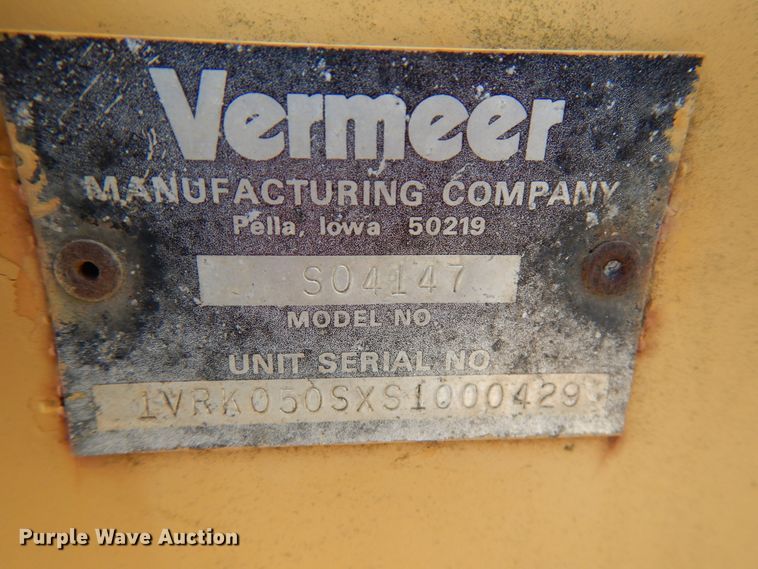 Vermeer
MANUFACTURING COMPANY
Pella, Iowa 50219
S04147
MODEL NO.
UNIT SERIAL NO.
1VRK050SXS1000429
Purple Wave Auction